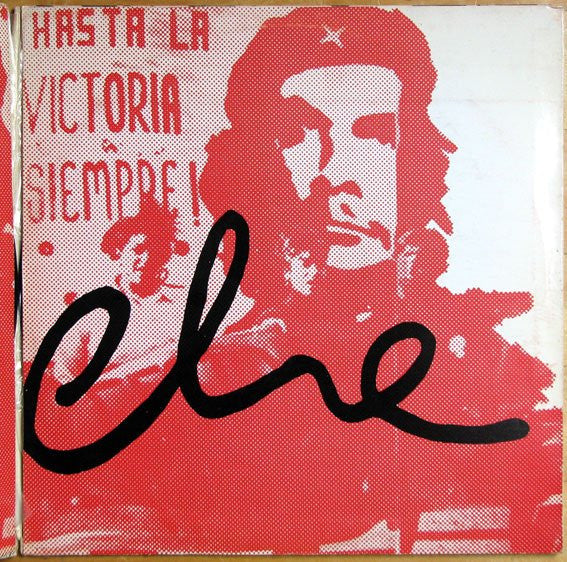 HASTA LA
VICTORIA
SIEMPRE!
Che